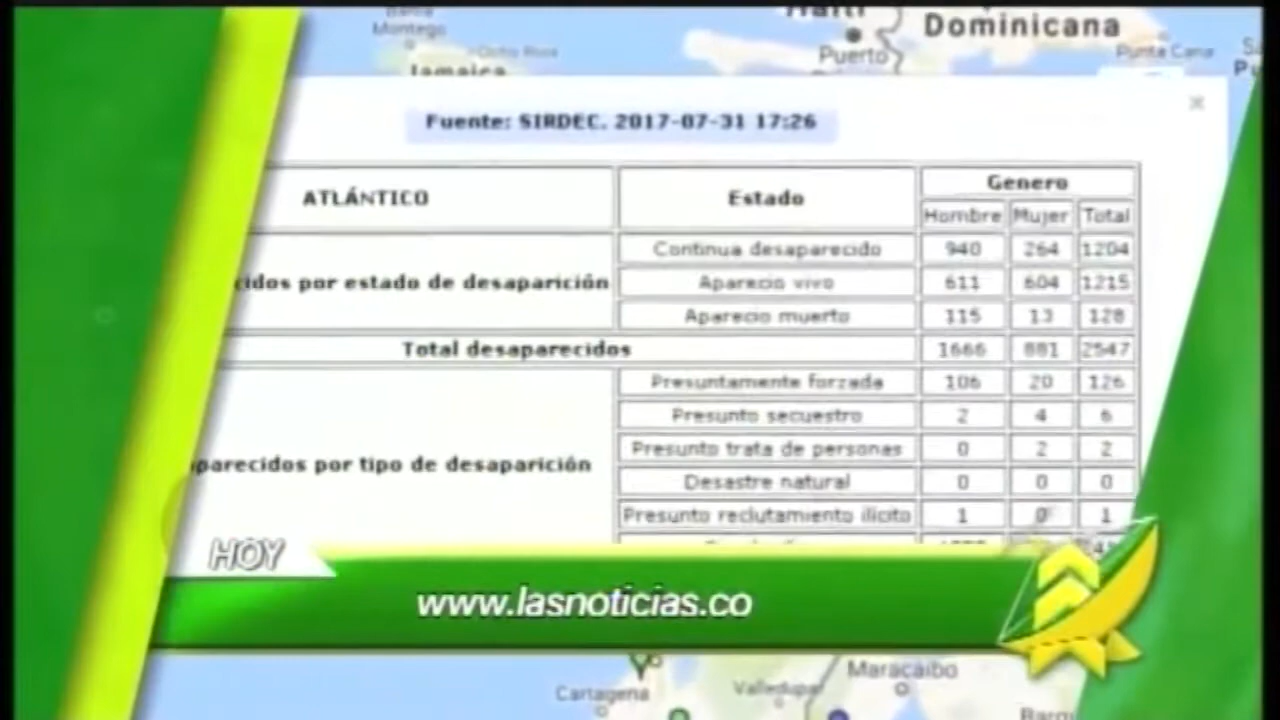 Montego
Jamaica
Haiti
Puerto
Dominicana
Punta Cana
Fuente: SIRDEC. 2017-07-31 17:26
ATLÁNTICO Estado Genero
Hombre Mujer Total
Continua desaparecido 940 264 1204
cidos por estado de desaparición Aparecio vivo 611 604 1215
Aparecio muerto 115 13 128
Total desaparecidos 1666 881 2547
Presuntamente forzada 106 20 126
Presunto secuestro 2 4 6
Presunto trata de personas 0 2 2
parecidos por tipo de desaparición
Desastre natural 0 0 0
Presunto reclutamiento ilicito 1 0 1
HOY
www.lasnoticias.co
Maracaibo
Cartagena Valledupar